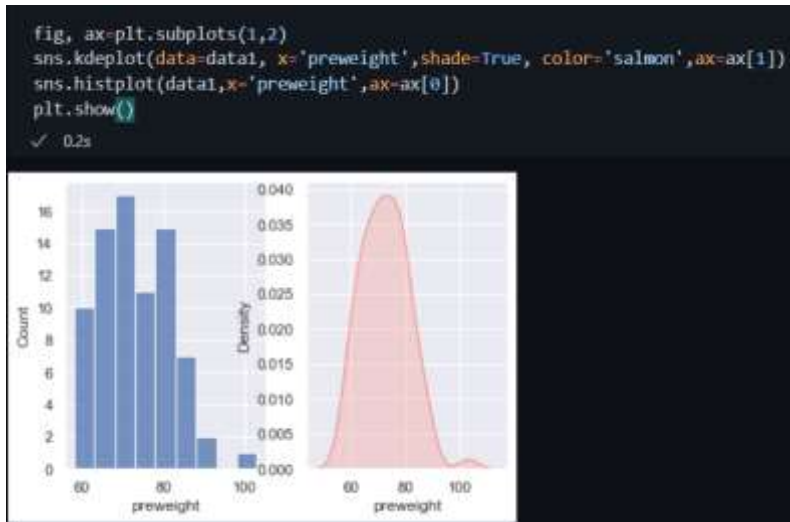 fig, ax=plt.subplots(1,2)
sns.kdeplot(data=data1, x='preweight',shade=True, color='salmon',ax=ax[1])
sns.histplot(data1,x='preweight',ax=ax[0])
plt.show()
✓ 0.2s
16
14
12
10
8
6
4
2
0
Count
60 80 100
preweight
0.040
0.035
0.030
0.025
0.020
0.015
0.010
0.005
0.000
Density
60 80 100
preweight